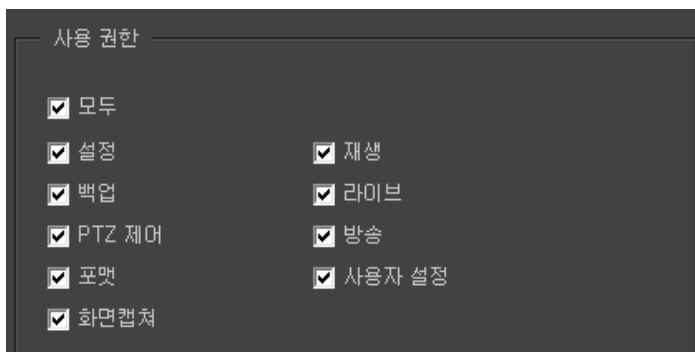 사용 권한
모두
설정 재생
백업 라이브
PTZ 제어 방송
포맷 사용자 설정
화면캡쳐